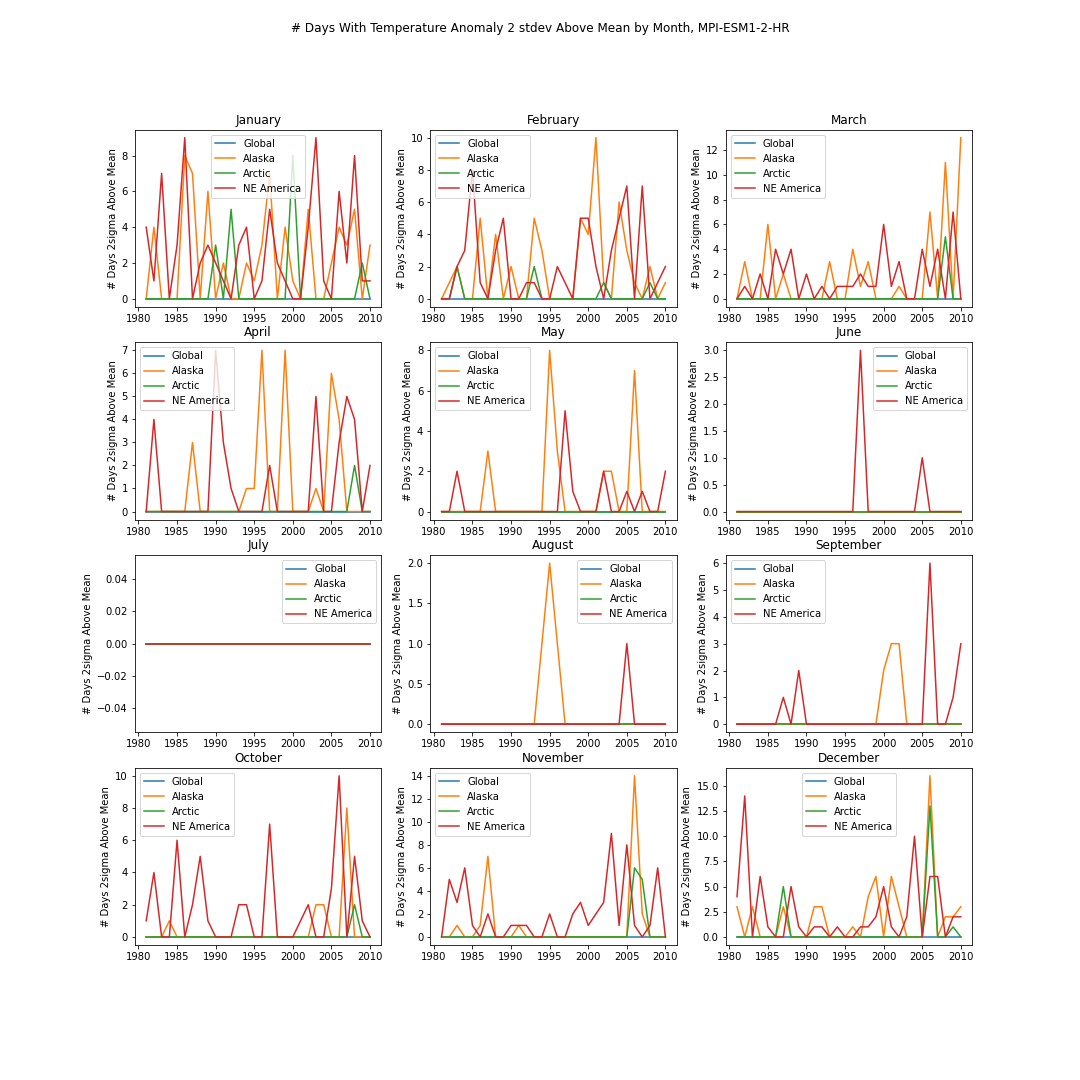 # Days With Temperature Anomaly 2 stdev Above Mean by Month, MPI-ESM1-2-HR
January
# Days 2sigma Above Mean
8
6
4
2
0
Global
Alaska
Arctic
NE America
1980 1985 1990 1995 2000 2005 2010
February
# Days 2sigma Above Mean
10
8
6
4
2
0
Global
Alaska
Arctic
NE America
1980 1985 1990 1995 2000 2005 2010
March
# Days 2sigma Above Mean
12
10
8
6
4
2
0
Global
Alaska
Arctic
NE America
1980 1985 1990 1995 2000 2005 2010
April
# Days 2sigma Above Mean
7
6
5
4
3
2
1
0
Global
Alaska
Arctic
NE America
1980 1985 1990 1995 2000 2005 2010
May
# Days 2sigma Above Mean
8
6
4
2
0
Global
Alaska
Arctic
NE America
1980 1985 1990 1995 2000 2005 2010
June
# Days 2sigma Above Mean
3.0
2.5
2.0
1.5
1.0
0.5
0.0
Global
Alaska
Arctic
NE America
1980 1985 1990 1995 2000 2005 2010
July
# Days 2sigma Above Mean
0.04
0.02
0.00
−0.02
−0.04
Global
Alaska
Arctic
NE America
1980 1985 1990 1995 2000 2005 2010
August
# Days 2sigma Above Mean
2.0
1.5
1.0
0.5
0.0
Global
Alaska
Arctic
NE America
1980 1985 1990 1995 2000 2005 2010
September
# Days 2sigma Above Mean
6
5
4
3
2
1
0
Global
Alaska
Arctic
NE America
1980 1985 1990 1995 2000 2005 2010
October
# Days 2sigma Above Mean
10
8
6
4
2
0
Global
Alaska
Arctic
NE America
1980 1985 1990 1995 2000 2005 2010
November
# Days 2sigma Above Mean
14
12
10
8
6
4
2
0
Global
Alaska
Arctic
NE America
1980 1985 1990 1995 2000 2005 2010
December
# Days 2sigma Above Mean
15.0
12.5
10.0
7.5
5.0
2.5
0.0
Global
Alaska
Arctic
NE America
1980 1985 1990 1995 2000 2005 2010